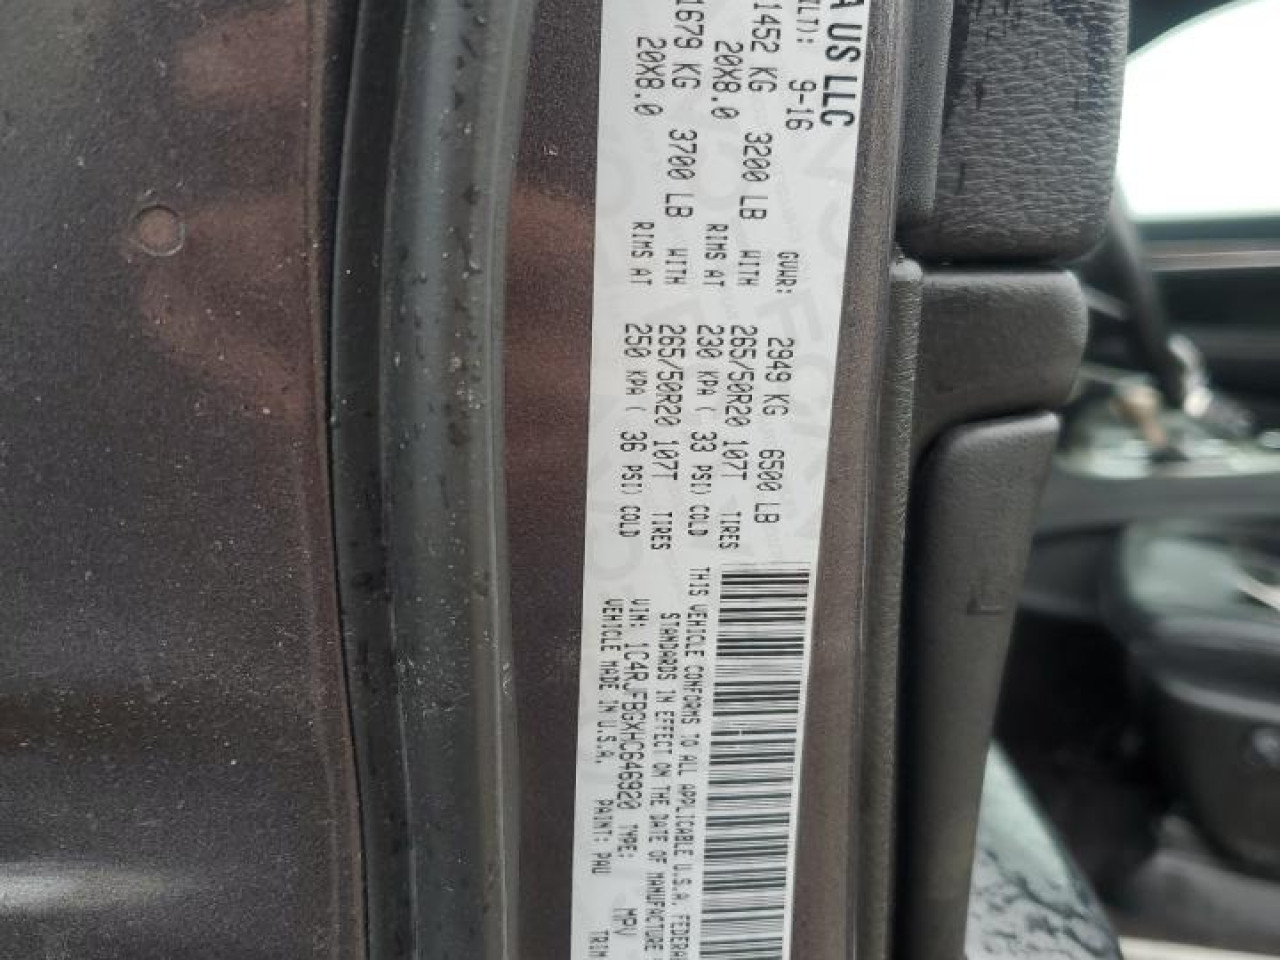 A US LLC
ILT): 9-16
GVWR: 2949 KG 6500 LB
1452 KG 3200 LB WITH 265/50R20 107T TIRES
20X8.0 RIMS AT 230 KPA ( 33 PSI) COLD
1679 KG 3700 LB WITH 265/50R20 107T TIRES
20X8.0 RIMS AT 250 KPA ( 36 PSI) COLD
THIS VEHICLE CONFORMS TO ALL APPLICABLE U.S.A. FEDERA
STANDARDS IN EFFECT ON THE DATE OF MANUFACTURE
VIN: 1C4RJFBGXHC646920 TYPE: MPV
VEHICLE MADE IN U.S.A. PAINT: PAU TRIM